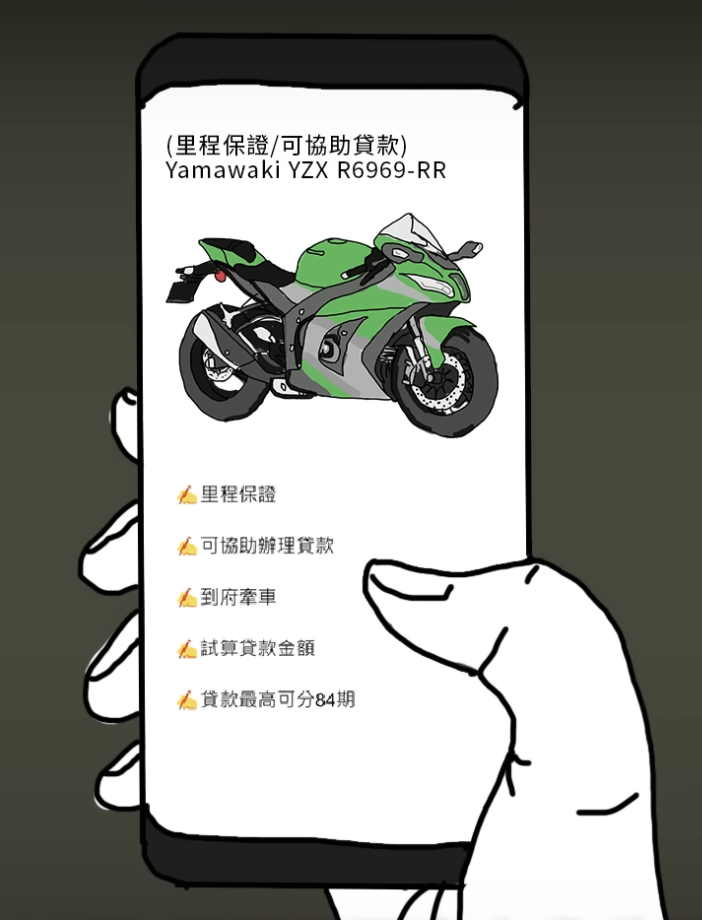 (里程保證/可協助貸款)
Yamawaki YZX R6969-RR
✍里程保證
✍可協助辦理貸款
✍到府牽車
✍試算貸款金額
✍貸款最高可分84期